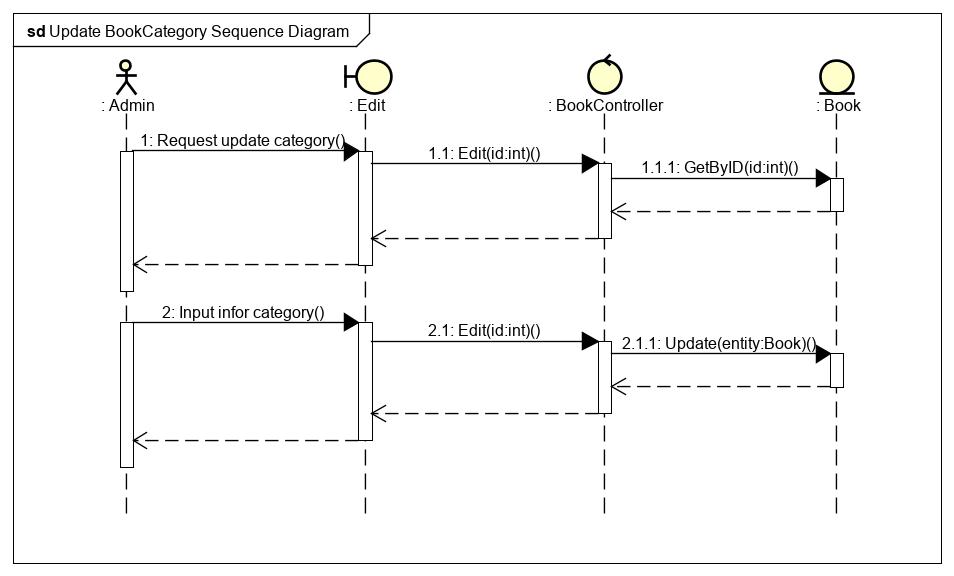 sd Update BookCategory Sequence Diagram
: Admin
: Edit
: BookController
: Book
1: Request update category()
1.1: Edit(id:int)()
1.1.1: GetByID(id:int)()
2: Input infor category()
2.1: Edit(id:int)()
2.1.1: Update(entity:Book)()